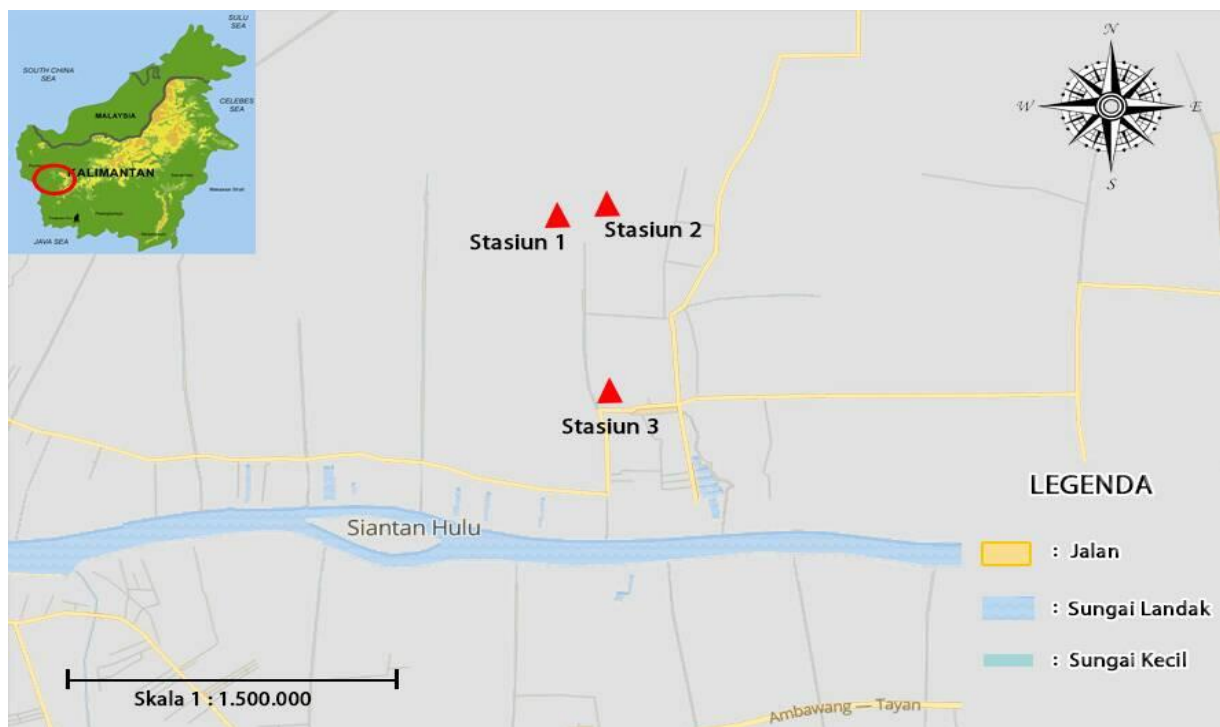 SULU
SEA
SOUTH CHINA
SEA
CELEBES
SEA
MALAYSIA
KALIMANTAN
JAVA SEA
N
W
E
S
Stasiun 1
Stasiun 2
Stasiun 3
Siantan Hulu
LEGENDA
: Jalan
: Sungai Landak
: Sungai Kecil
Skala 1 : 1.500.000
Ambawang — Tayan